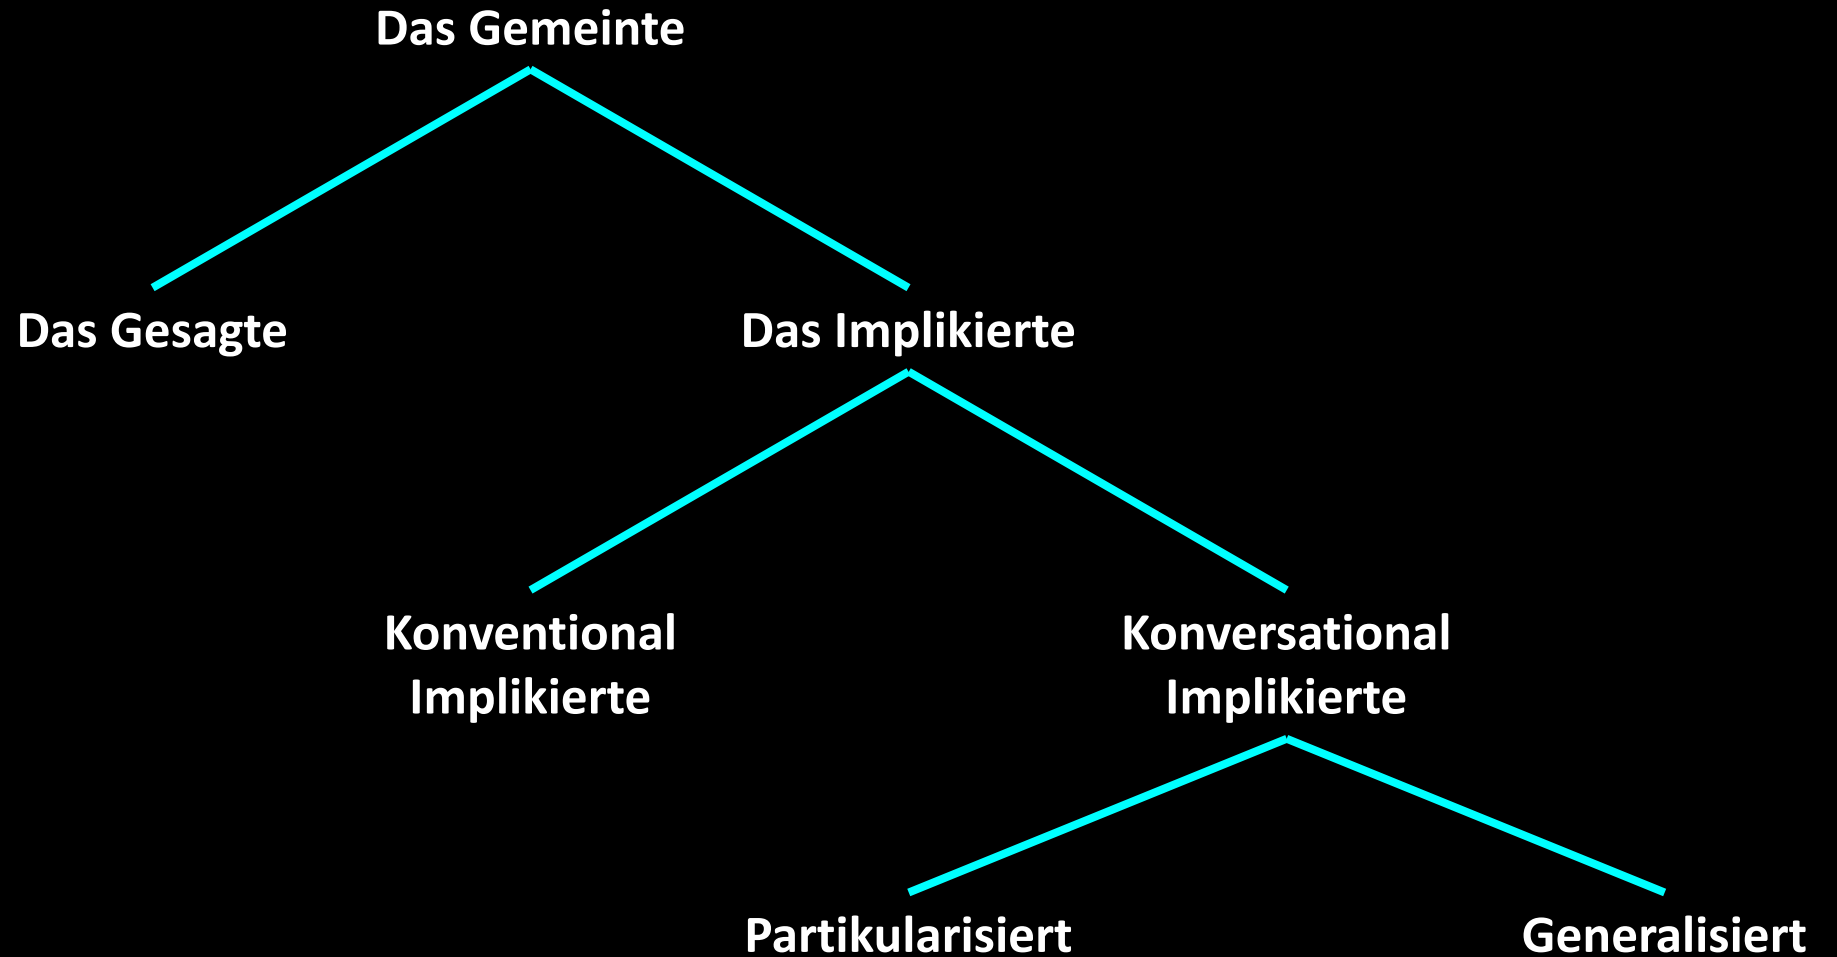 Das Gemeinte
Das Gesagte
Das Implikierte
Konventional
Implikierte
Konversational
Implikierte
Partikularisiert
Generalisiert